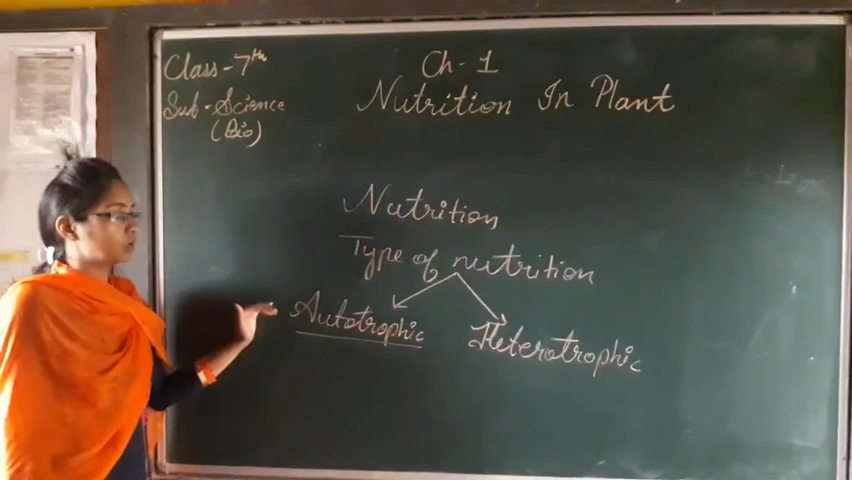 Class-7th
Sub-Science
(Bio)
Ch-1
Nutrition In Plant
Nutrition
Type of nutrition
Autotrophic
Heterotrophic